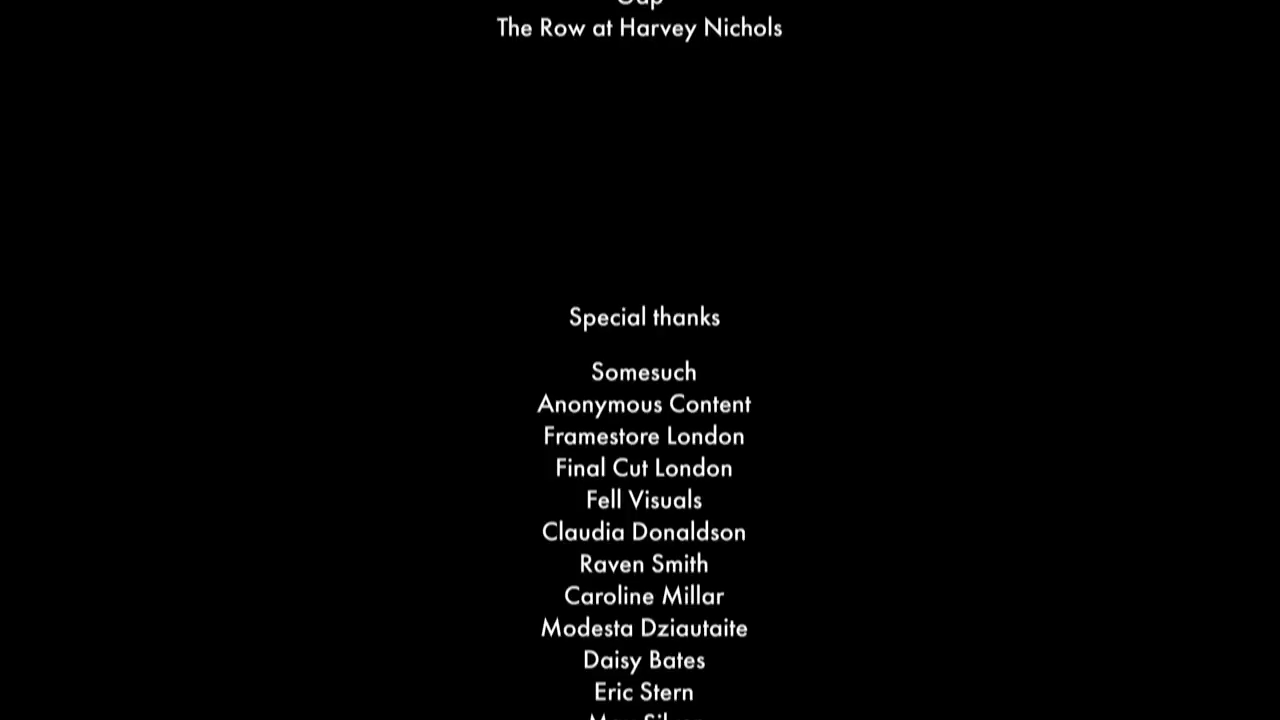 The Row at Harvey Nichols
Special thanks
Somesuch
Anonymous Content
Framestore London
Final Cut London
Fell Visuals
Claudia Donaldson
Raven Smith
Caroline Millar
Modesta Dziautaite
Daisy Bates
Eric Stern